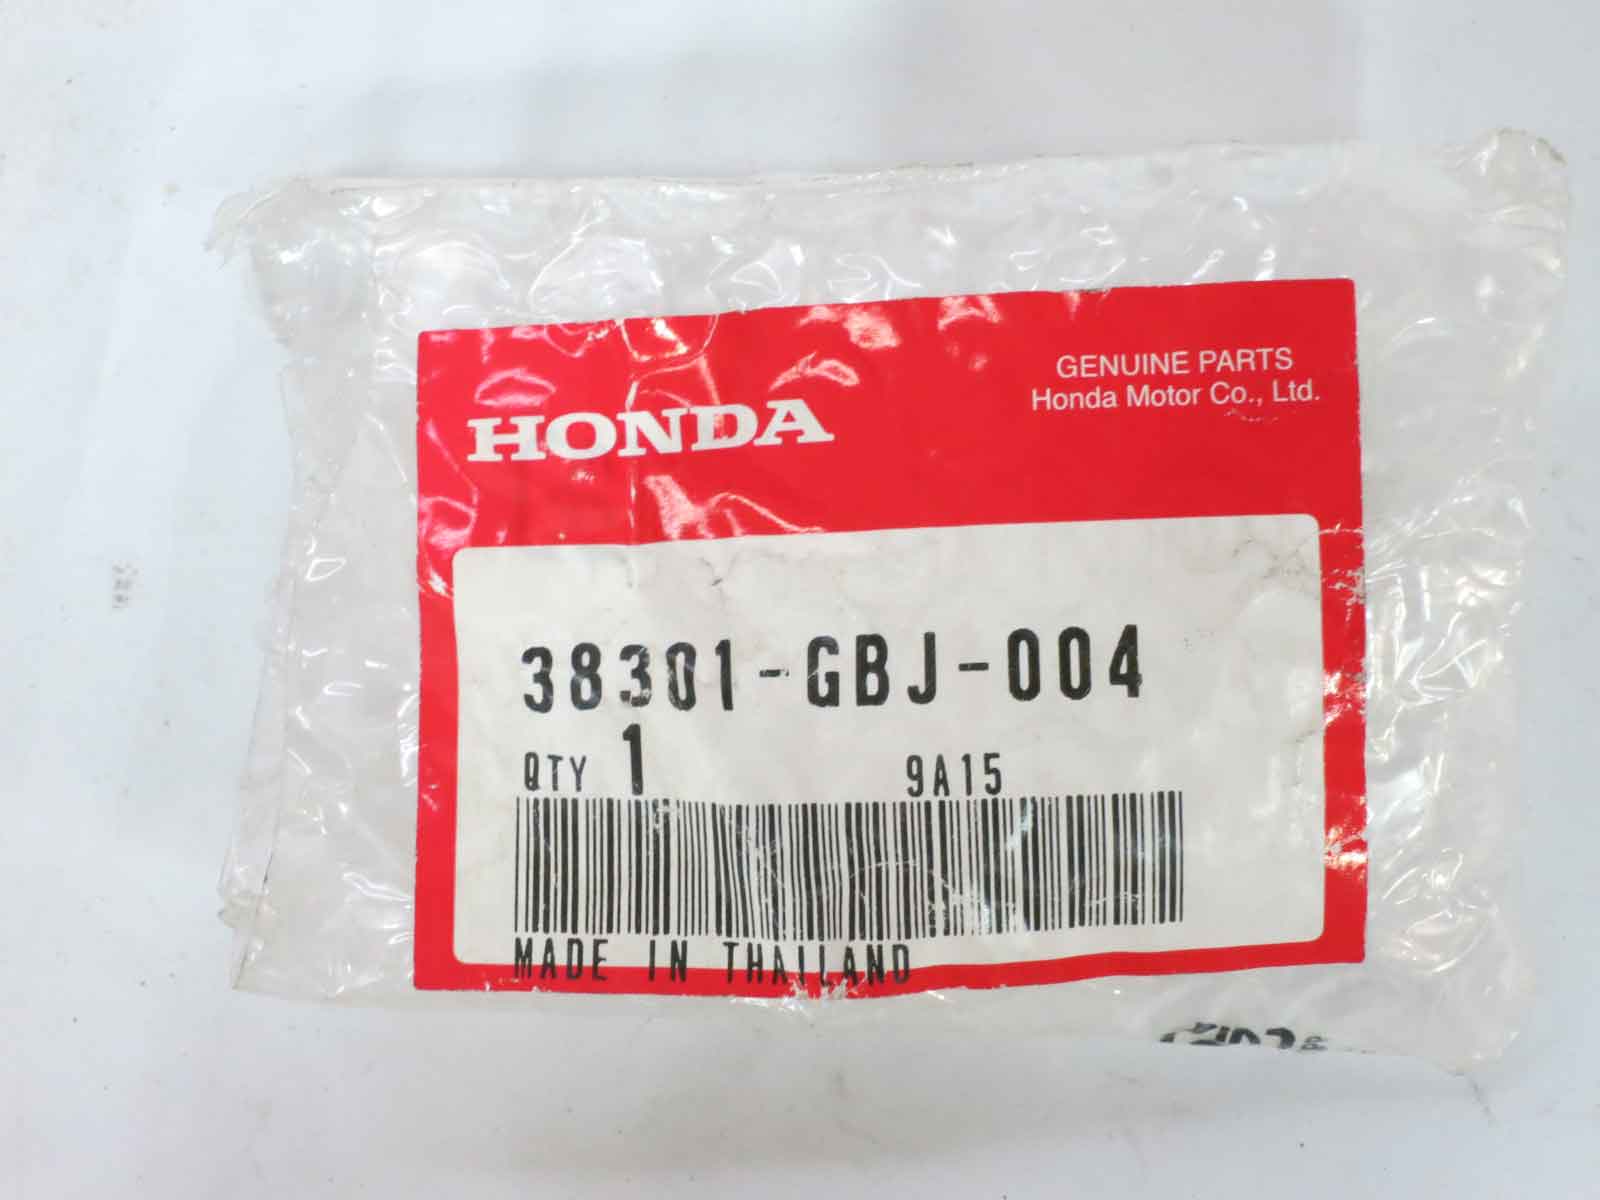 GENUINE PARTS
Honda Motor Co., Ltd.
HONDA
38301-GBJ-004
QTY 1 9A15
MADE IN THAILAND